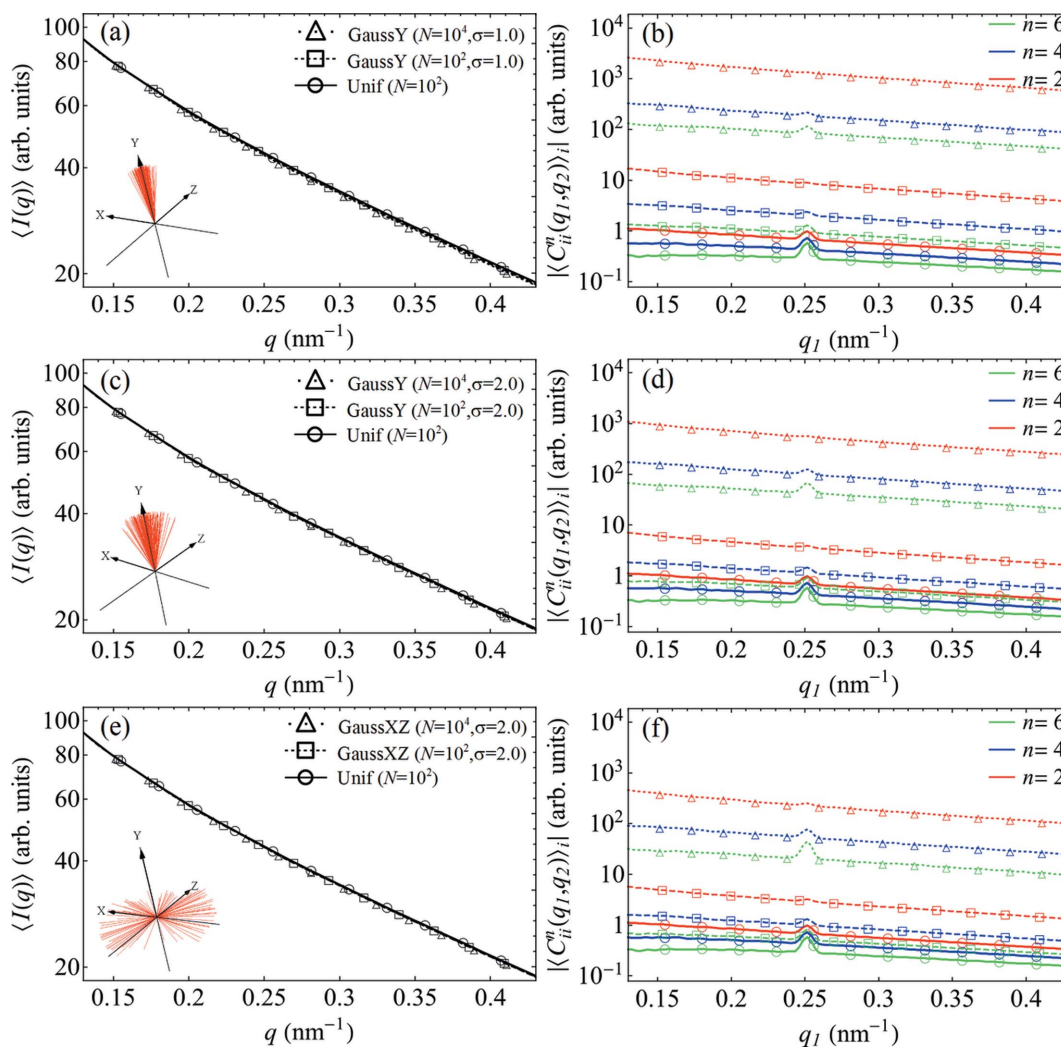 (a)
GaussY (N=10⁴,σ=1.0)
GaussY (N=10²,σ=1.0)
Unif (N=10²)
100
80
60
40
20
⟨I(q)⟩ (arb. units)
Y
Z
X
0.15 0.2 0.25 0.3 0.35 0.4
q (nm⁻¹)
(b)
n= 6
n= 4
n= 2
10⁴
10³
10²
10
1
10⁻¹
|⟨Cⁿᵢᵢ(q₁,q₂)⟩ᵢ| (arb. units)
0.15 0.2 0.25 0.3 0.35 0.4
q₁ (nm⁻¹)
(c)
GaussY (N=10⁴,σ=2.0)
GaussY (N=10²,σ=2.0)
Unif (N=10²)
100
80
60
40
20
⟨I(q)⟩ (arb. units)
Y
Z
X
0.15 0.2 0.25 0.3 0.35 0.4
q (nm⁻¹)
(d)
n= 6
n= 4
n= 2
10⁴
10³
10²
10
1
10⁻¹
|⟨Cⁿᵢᵢ(q₁,q₂)⟩ᵢ| (arb. units)
0.15 0.2 0.25 0.3 0.35 0.4
q₁ (nm⁻¹)
(e)
GaussXZ (N=10⁴,σ=2.0)
GaussXZ (N=10²,σ=2.0)
Unif (N=10²)
100
80
60
40
20
⟨I(q)⟩ (arb. units)
Y
Z
X
0.15 0.2 0.25 0.3 0.35 0.4
q (nm⁻¹)
(f)
n= 6
n= 4
n= 2
10⁴
10³
10²
10
1
10⁻¹
|⟨Cⁿᵢᵢ(q₁,q₂)⟩ᵢ| (arb. units)
0.15 0.2 0.25 0.3 0.35 0.4
q₁ (nm⁻¹)